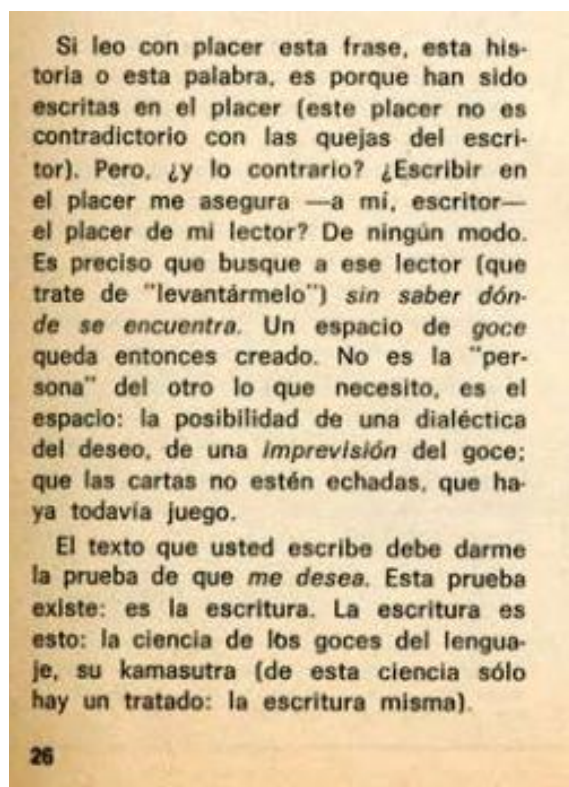 Si leo con placer esta frase, esta his-
toria o esta palabra, es porque han sido
escritas en el placer (este placer no es
contradictorio con las quejas del escri-
tor). Pero, ¿y lo contrario? ¿Escribir en
el placer me asegura —a mí, escritor—
el placer de mi lector? De ningún modo.
Es preciso que busque a ese lector (que
trate de "levantármelo") sin saber dón-
de se encuentra. Un espacio de goce
queda entonces creado. No es la "per-
sona" del otro lo que necesito, es el
espacio: la posibilidad de una dialéctica
del deseo, de una imprevisión del goce;
que las cartas no estén echadas, que ha-
ya todavía juego.
El texto que usted escribe debe darme
la prueba de que me desea. Esta prueba
existe: es la escritura. La escritura es
esto: la ciencia de los goces del lengua-
je, su kamasutra (de esta ciencia sólo
hay un tratado: la escritura misma).
26